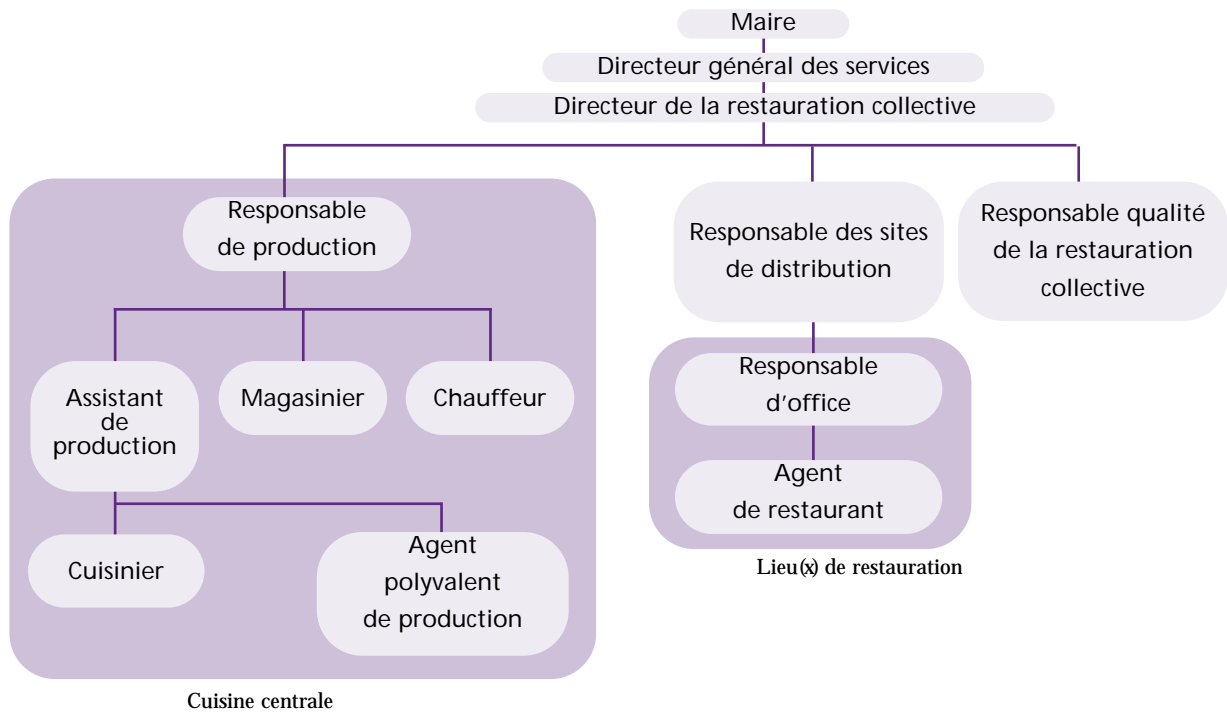 Maire
Directeur général des services
Directeur de la restauration collective
Responsable
de production
Responsable des sites
de distribution
Responsable qualité
de la restauration
collective
Assistant
de
production
Magasinier
Chauffeur
Responsable
d'office
Agent
de restaurant
Cuisinier
Agent
polyvalent
de production
Lieu(x) de restauration
Cuisine centrale